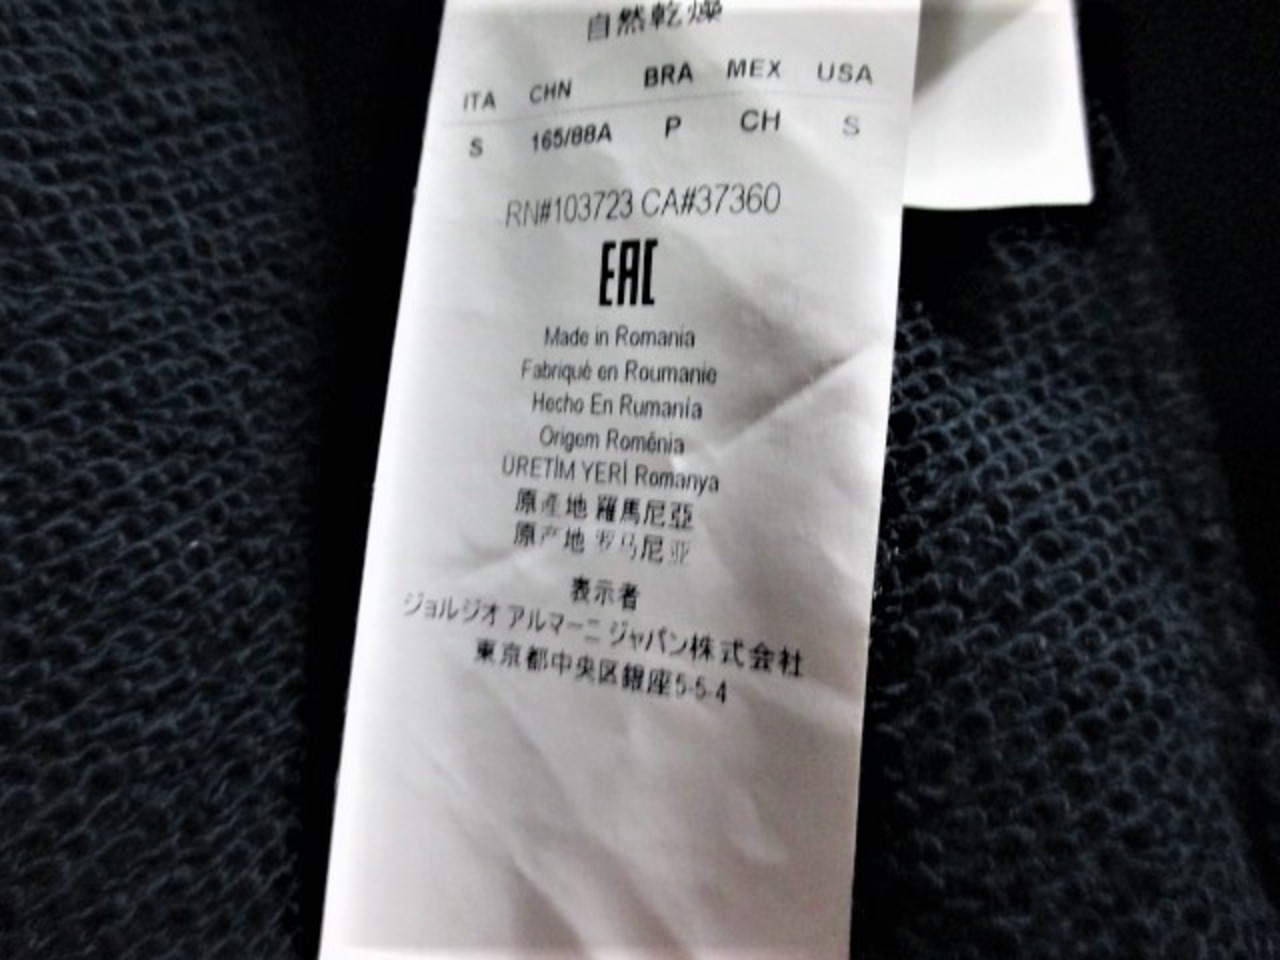 自然乾燥
ITA CHN BRA MEX USA
S 165/88A P CH S
RN#103723 CA#37360
EAC
Made in Romania
Fabriqué en Roumanie
Hecho En Rumanía
Origem Roménia
ÜRETİM YERİ Romanya
原產地 羅馬尼亞
原产地 罗马尼亚
表示者
ジョルジオ アルマーニ ジャパン株式会社
東京都中央区銀座5-5-4